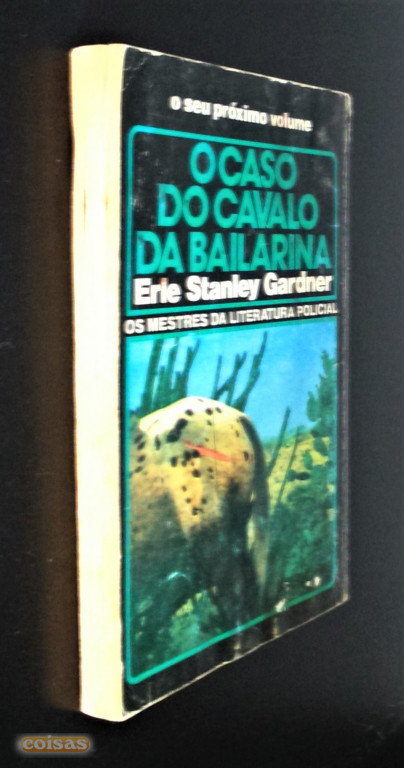 o seu próximo volume
O CASO
DO CAVALO
DA BAILARINA
Erle Stanley Gardner
OS MESTRES DA LITERATURA POLICIAL
coisas